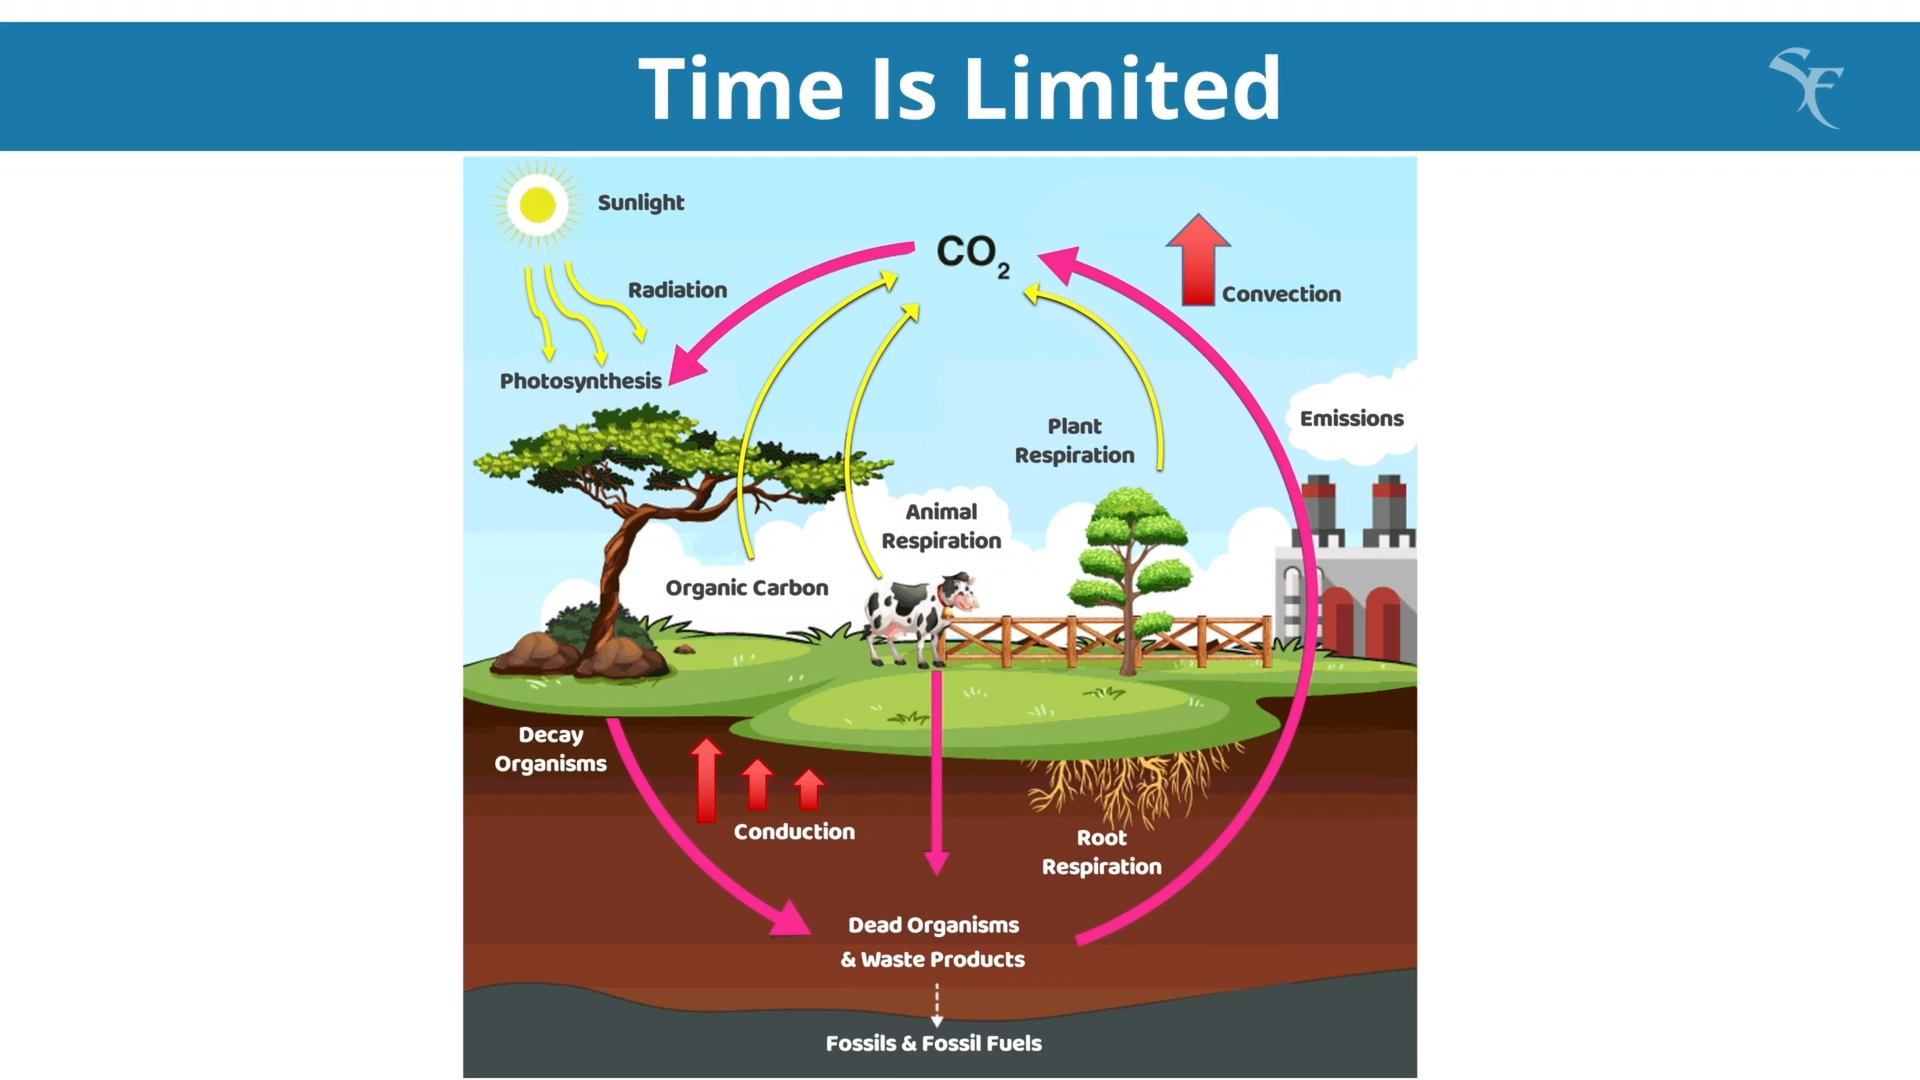 Time Is Limited
Sunlight
CO2
Radiation
Convection
Photosynthesis
Emissions
Plant
Respiration
Animal
Respiration
Organic Carbon
Decay
Organisms
Conduction
Root
Respiration
Dead Organisms
& Waste Products
Fossils & Fossil Fuels